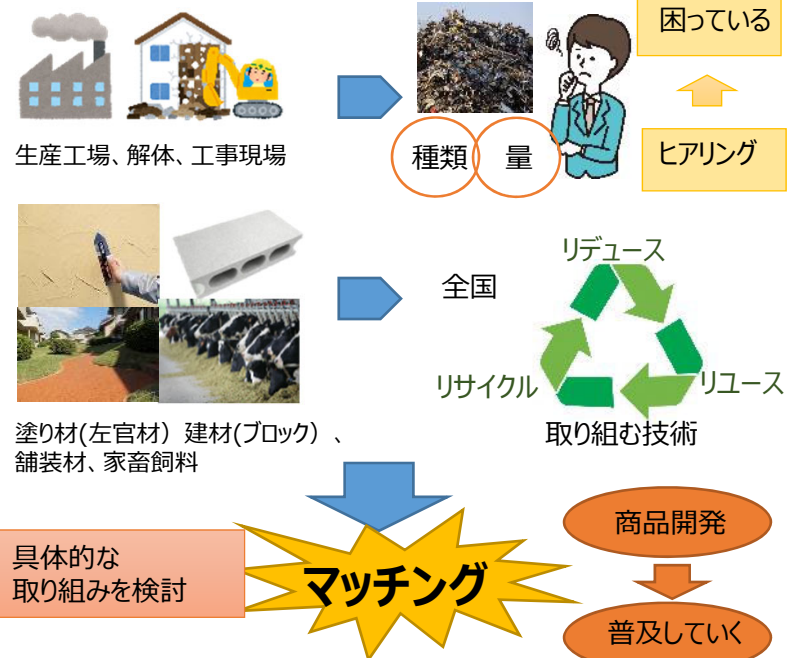 困っている
生産工場、解体、工事現場
種類
量
ヒアリング
リデュース
全国
リサイクル
リユース
塗り材(左官材）建材(ブロック）、
舗装材、家畜飼料
取り組む技術
具体的な
取り組みを検討
マッチング
商品開発
普及していく